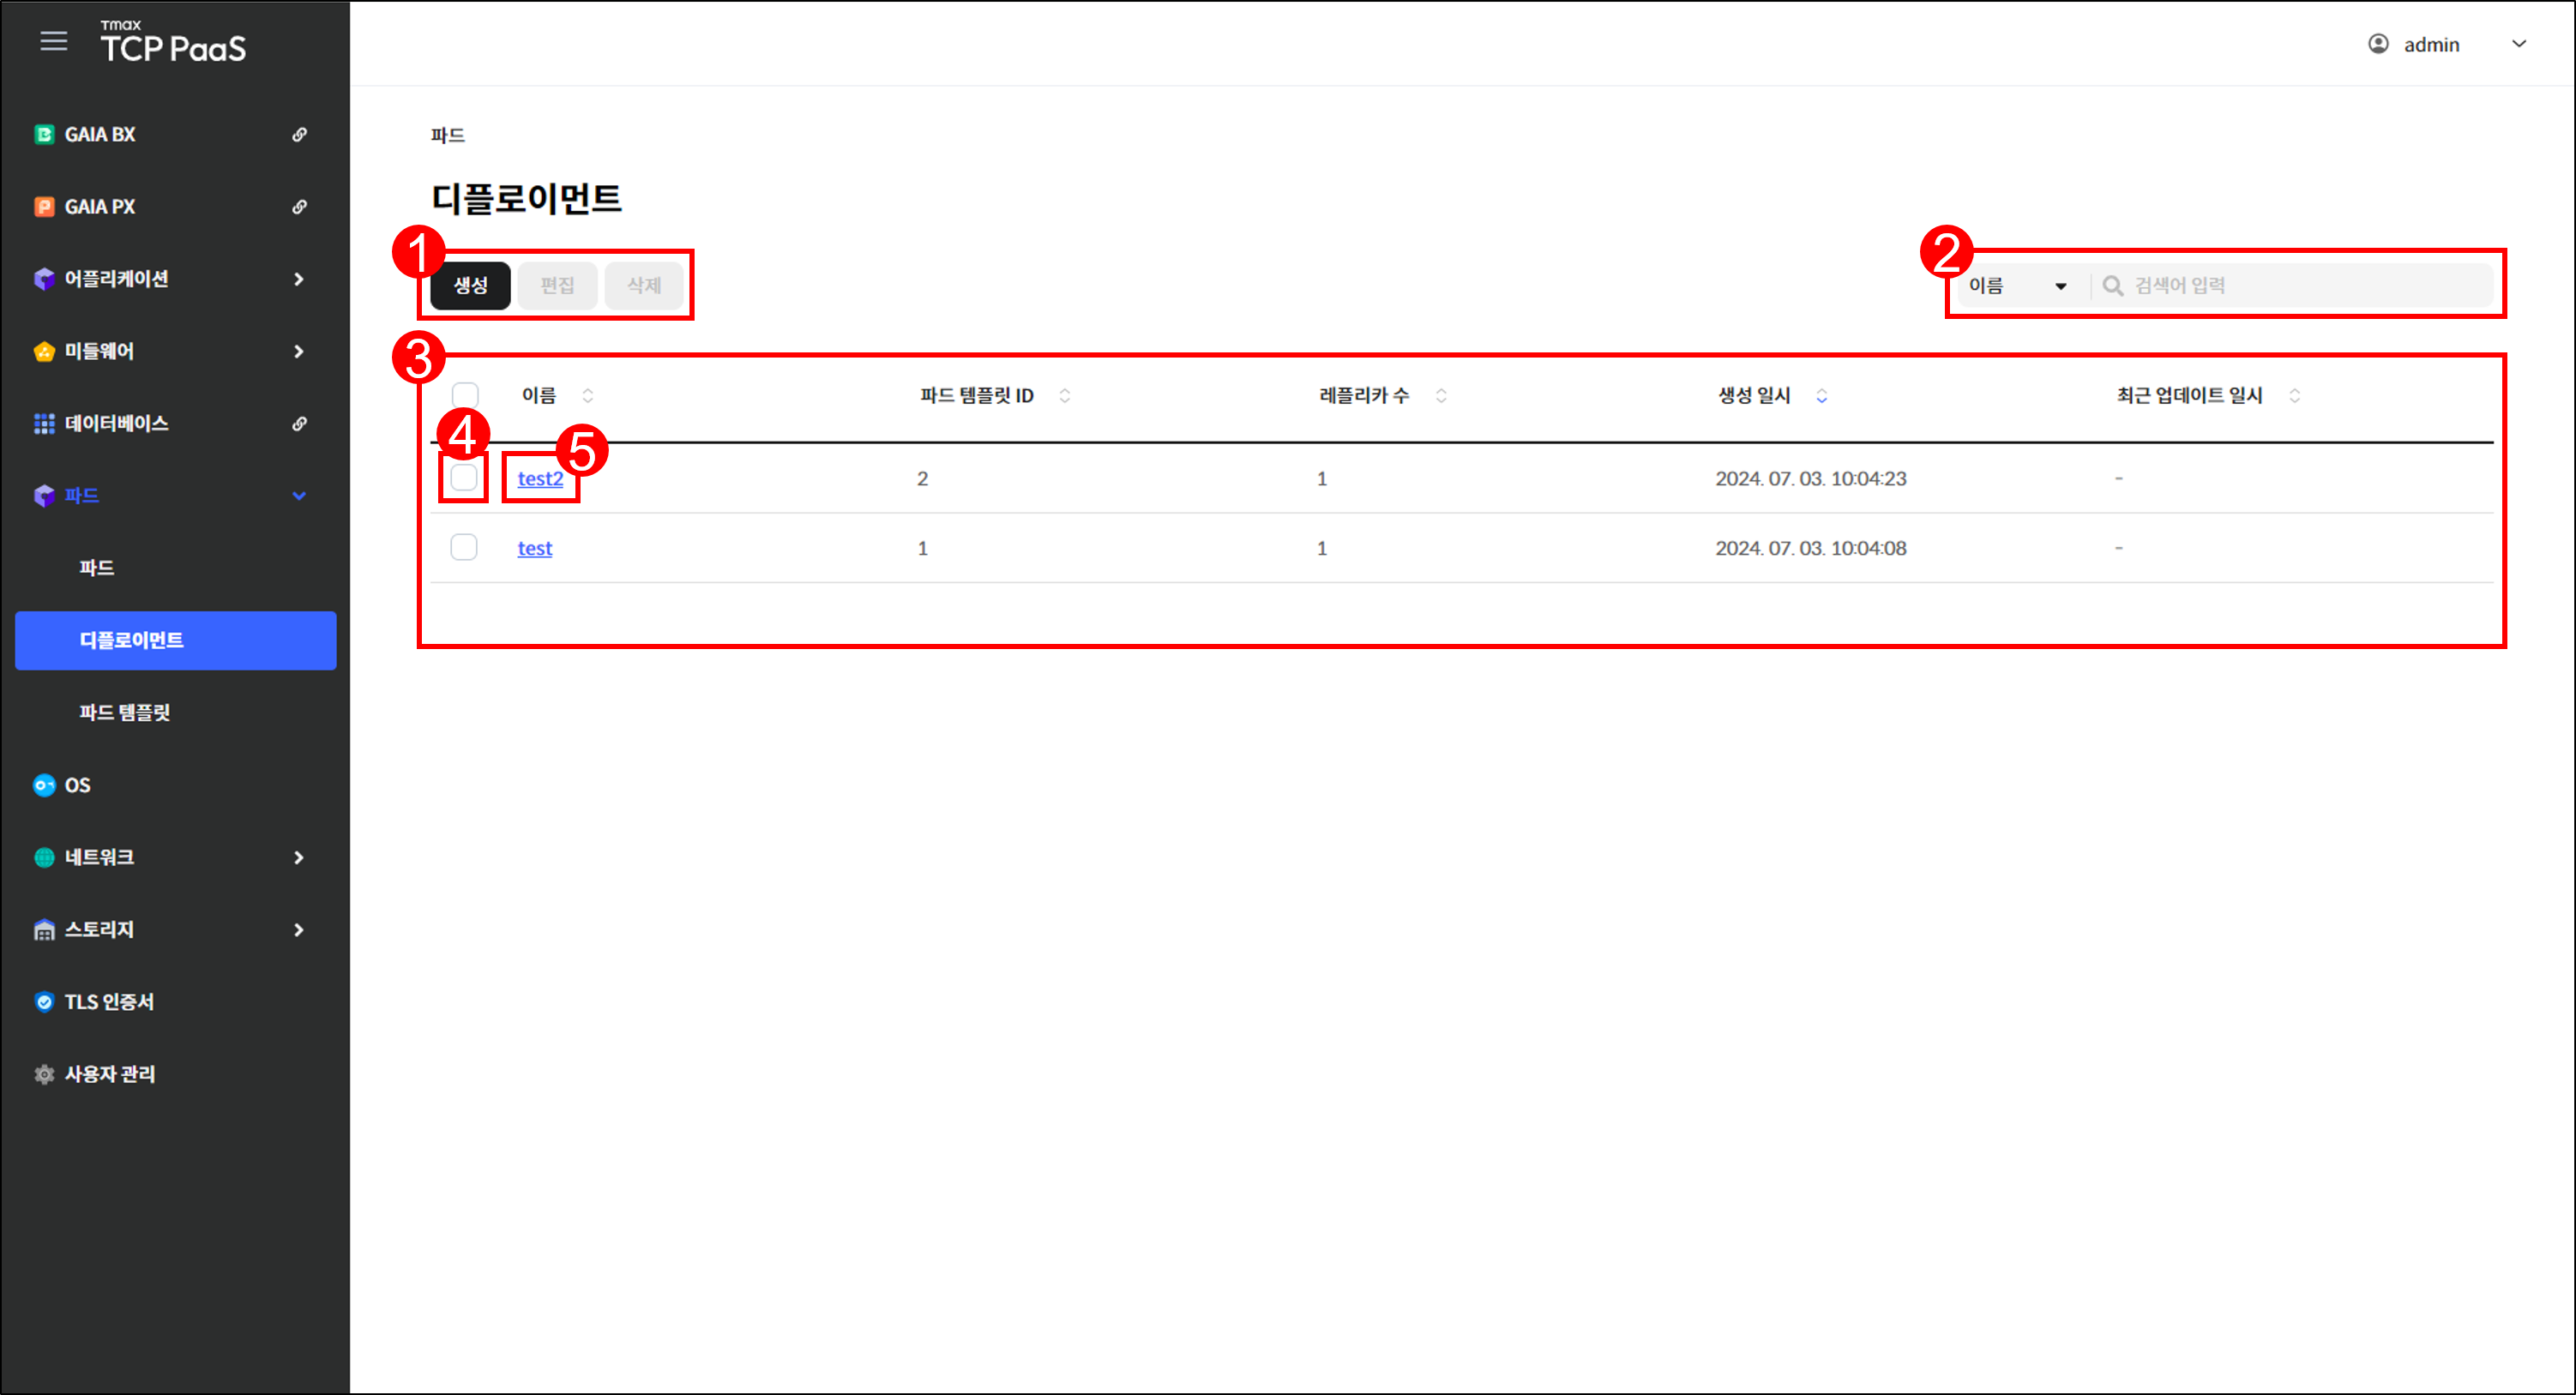 Tmax
TCP PaaS
admin
GAIA BX
GAIA PX
어플리케이션
미들웨어
데이터베이스
파드
파드
디플로이먼트
파드 템플릿
OS
네트워크
스토리지
TLS 인증서
사용자 관리
파드
디플로이먼트
1
생성 편집 삭제
2
이름 검색어 입력
3
이름 파드 템플릿 ID 레플리카 수 생성 일시 최근 업데이트 일시
4
5
test2 2 1 2024. 07. 03. 10:04:23 -
test 1 1 2024. 07. 03. 10:04:08 -